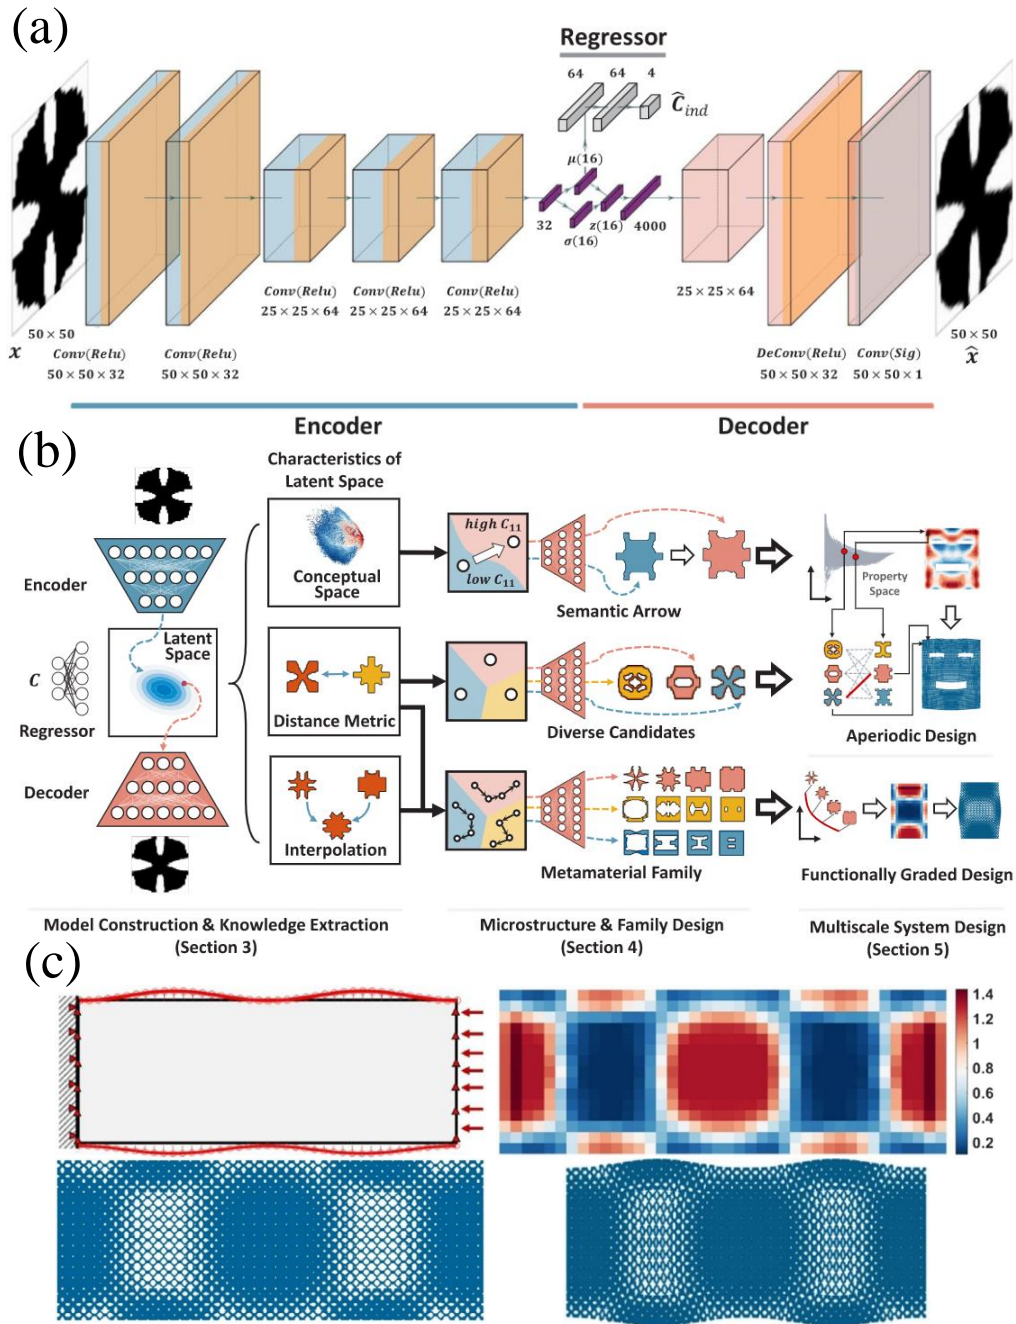 (a)
Regressor
64 64 4
Ĉind
μ(16)
32 z(16) 4000
σ(16)
25 × 25 × 64
Conv(Relu) Conv(Relu) Conv(Relu)
25 × 25 × 64 25 × 25 × 64 25 × 25 × 64
50 × 50
x
Conv(Relu) Conv(Relu)
50 × 50 × 32 50 × 50 × 32
DeConv(Relu) Conv(Sig)
50 × 50 × 32 50 × 50 × 1
50 × 50
x̂
Encoder Decoder
(b)
Characteristics of
Latent Space
Encoder
Latent
Space
C
Regressor
Decoder
Conceptual
Space
Distance Metric
Interpolation
high C11
low C11
Semantic Arrow
Diverse Candidates
Metamaterial Family
Property
Space
Aperiodic Design
Functionally Graded Design
Model Construction & Knowledge Extraction
(Section 3)
Microstructure & Family Design
(Section 4)
Multiscale System Design
(Section 5)
(c)
1.4
1.2
1
0.8
0.6
0.4
0.2